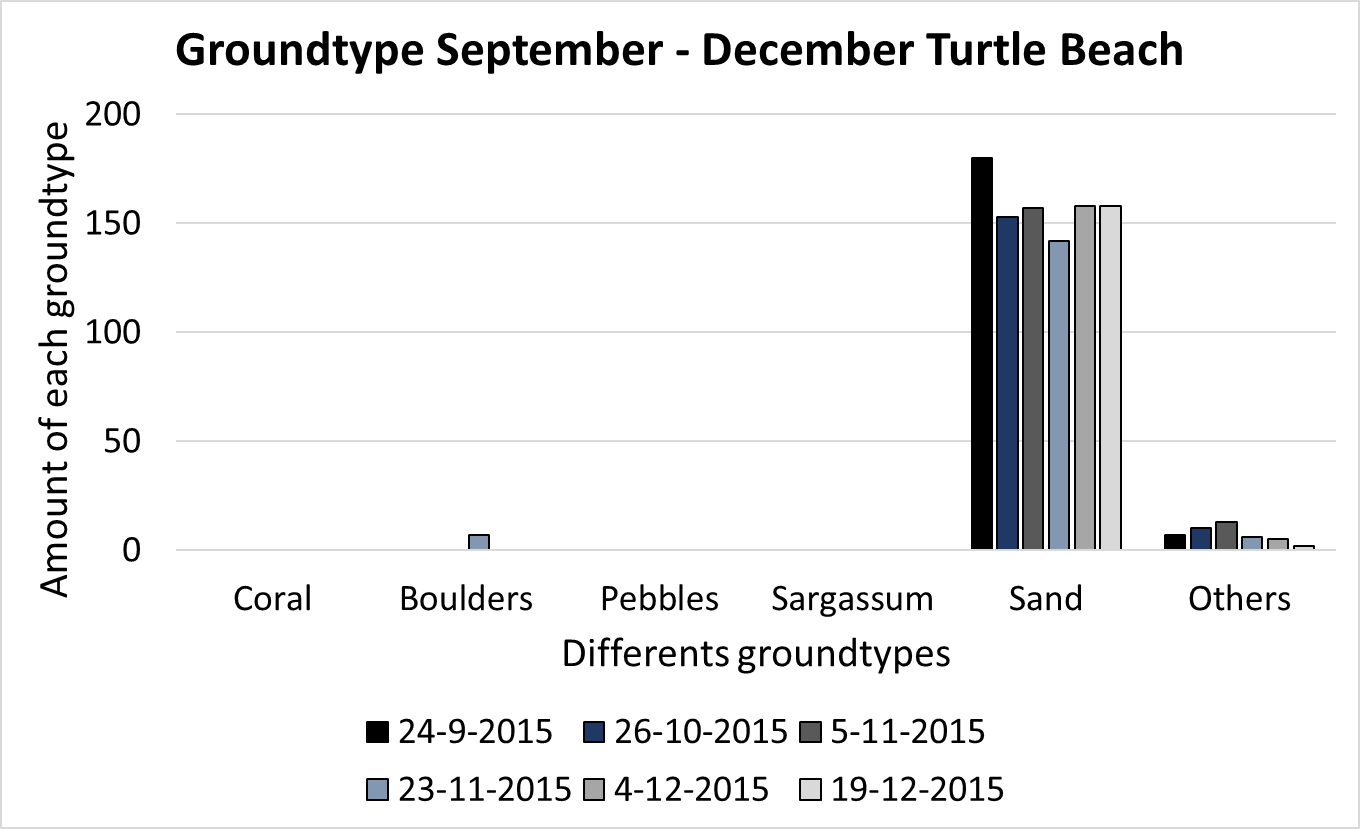 Groundtype September - December Turtle Beach
Amount of each groundtype
200
150
100
50
0
Coral Boulders Pebbles Sargassum Sand Others
Differents groundtypes
24-9-2015 26-10-2015 5-11-2015
23-11-2015 4-12-2015 19-12-2015